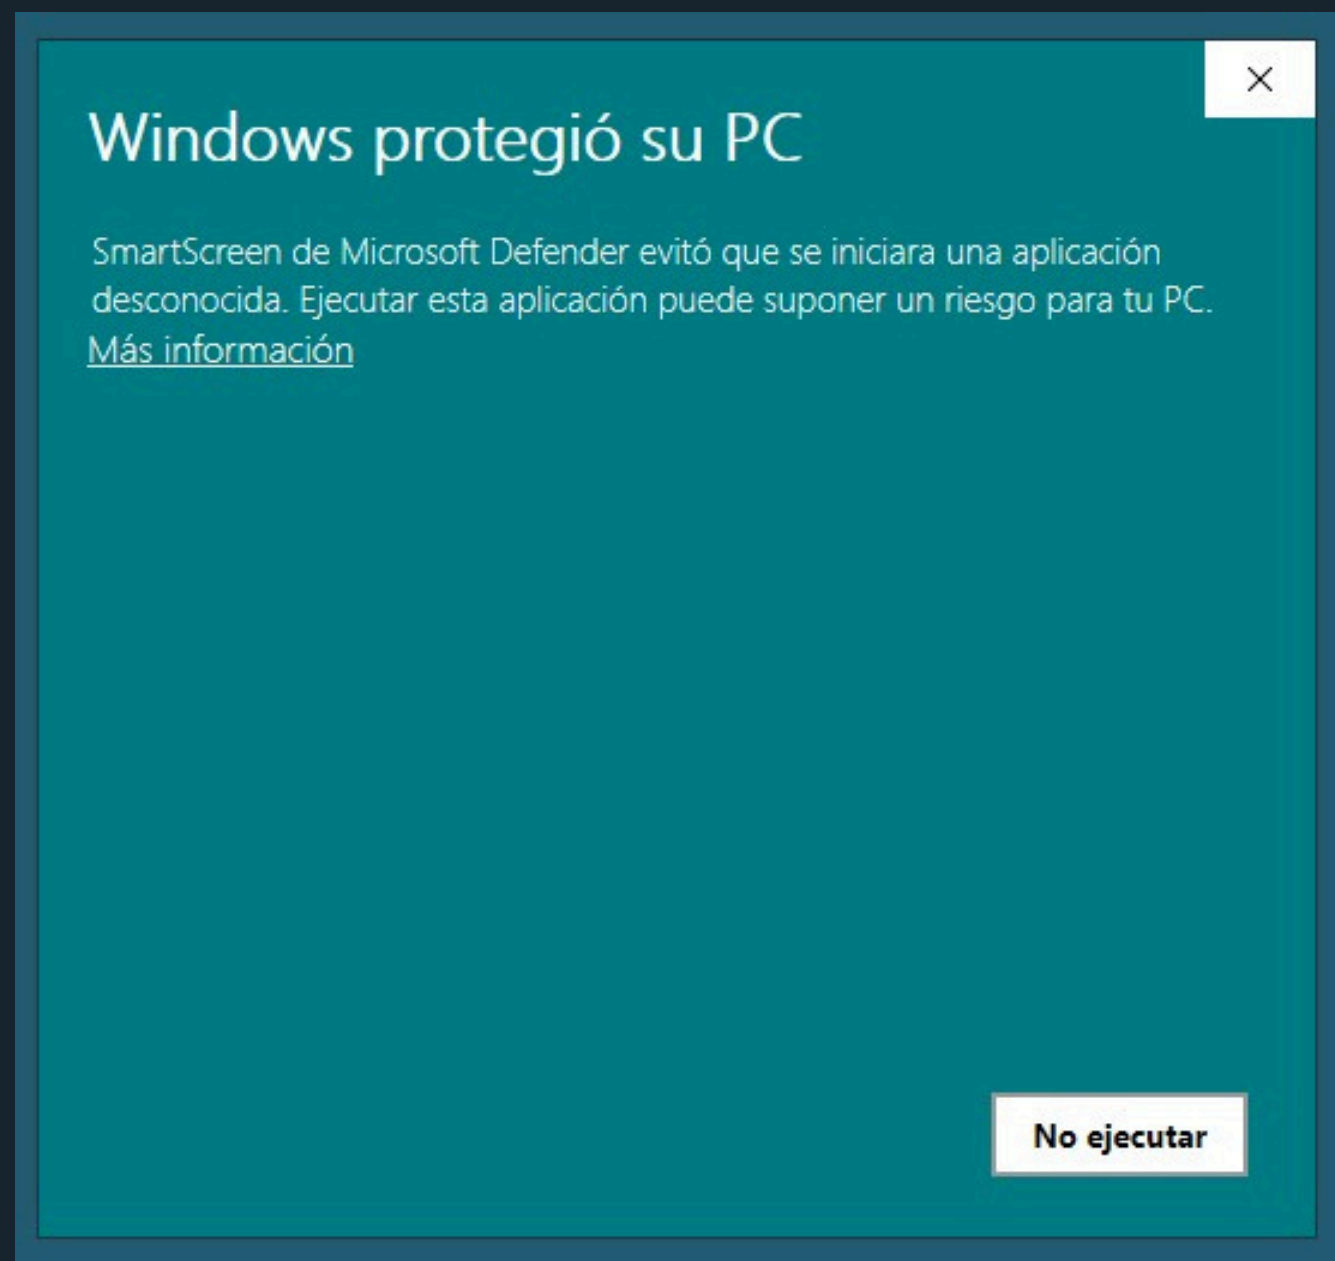 Windows protegió su PC
SmartScreen de Microsoft Defender evitó que se iniciara una aplicación
desconocida. Ejecutar esta aplicación puede suponer un riesgo para tu PC.
Más información
No ejecutar